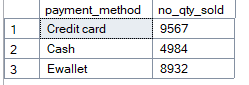 payment_method no_qty_sold
1 Credit card 9567
2 Cash 4984
3 Ewallet 8932